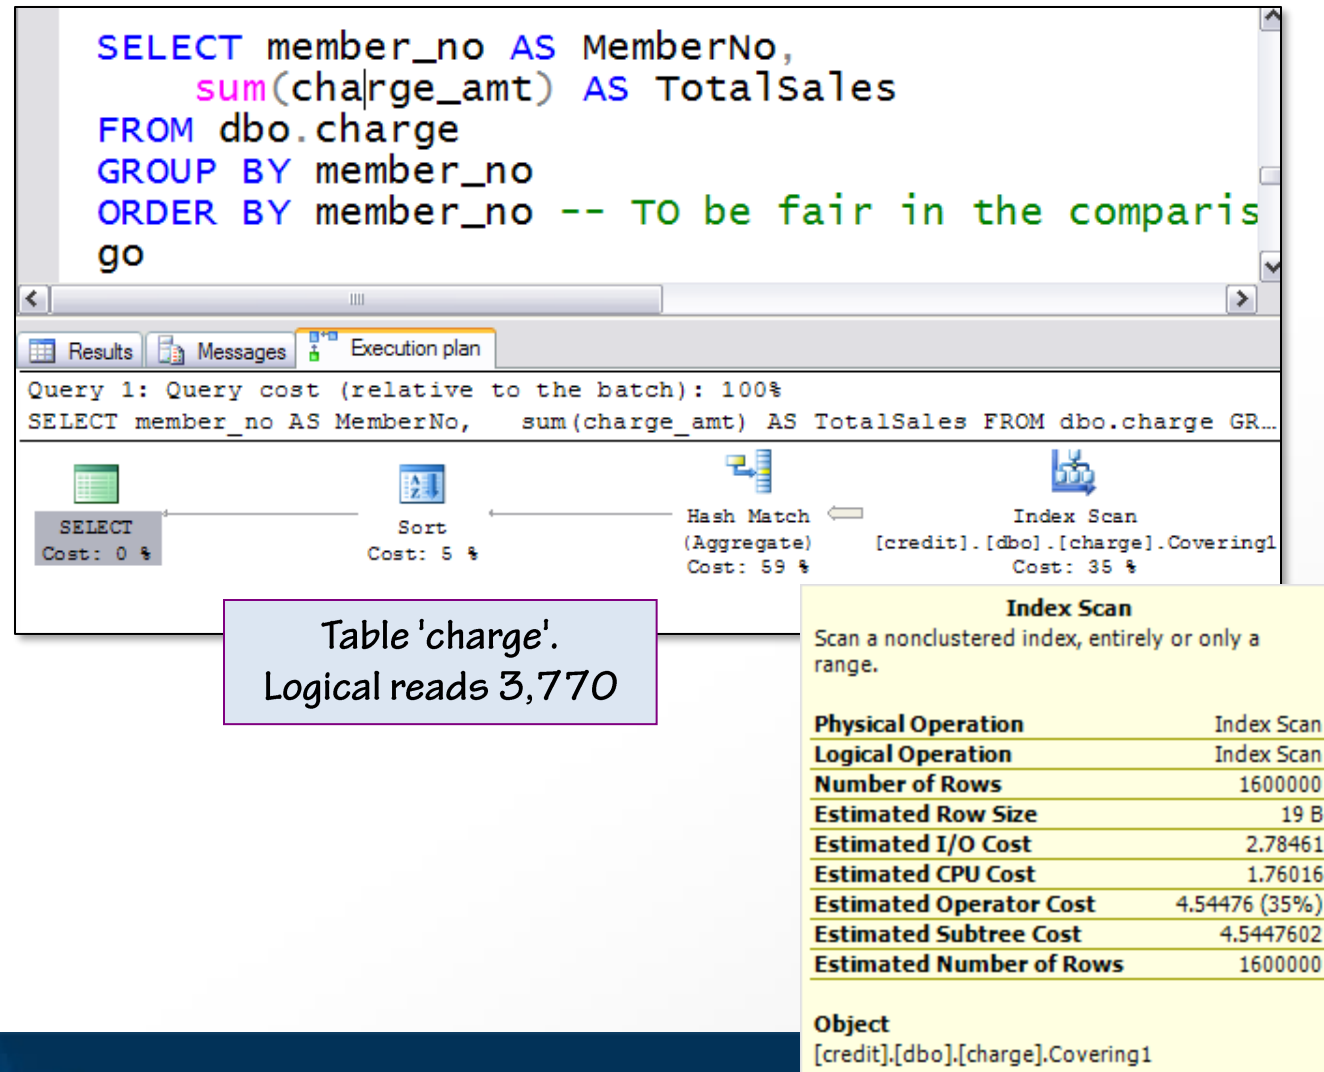 SELECT member_no AS MemberNo,
sum(charge_amt) AS TotalSales
FROM dbo.charge
GROUP BY member_no
ORDER BY member_no -- TO be fair in the comparis
go
Results Messages Execution plan
Query 1: Query cost (relative to the batch): 100%
SELECT member_no AS MemberNo, sum(charge_amt) AS TotalSales FROM dbo.charge GR…
SELECT
Cost: 0 %
Sort
Cost: 5 %
Hash Match
(Aggregate)
Cost: 59 %
Index Scan
[credit].[dbo].[charge].Covering1
Cost: 35 %
Table 'charge'.
Logical reads 3,770
Index Scan
Scan a nonclustered index, entirely or only a
range.
Physical Operation Index Scan
Logical Operation Index Scan
Number of Rows 1600000
Estimated Row Size 19 B
Estimated I/O Cost 2.78461
Estimated CPU Cost 1.76016
Estimated Operator Cost 4.54476 (35%)
Estimated Subtree Cost 4.5447602
Estimated Number of Rows 1600000
Object
[credit].[dbo].[charge].Covering1